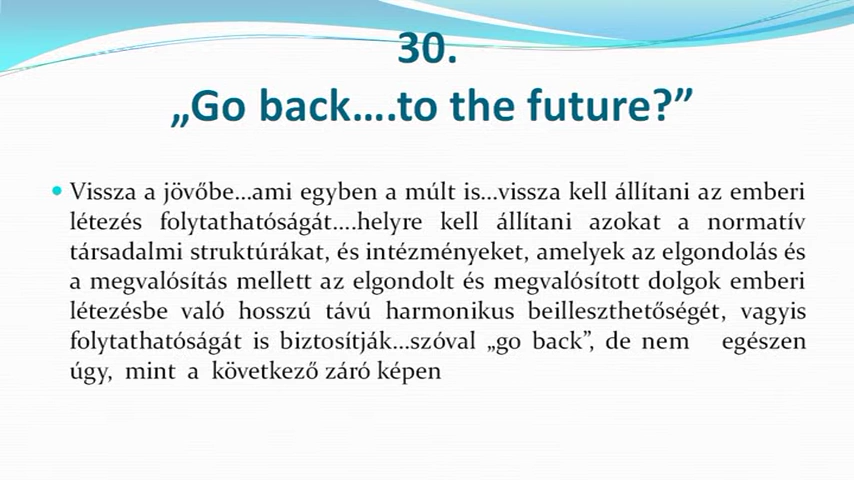 30.
„Go back….to the future?”
Vissza a jövőbe…ami egyben a múlt is…vissza kell állítani az emberi
létezés folytathatóságát….helyre kell állítani azokat a normatív
társadalmi struktúrákat, és intézményeket, amelyek az elgondolás és
a megvalósítás mellett az elgondolt és megvalósított dolgok emberi
létezésbe való hosszú távú harmonikus beilleszthetőségét, vagyis
folytathatóságát is biztosítják…szóval „go back”, de nem egészen
úgy, mint a következő záró képen